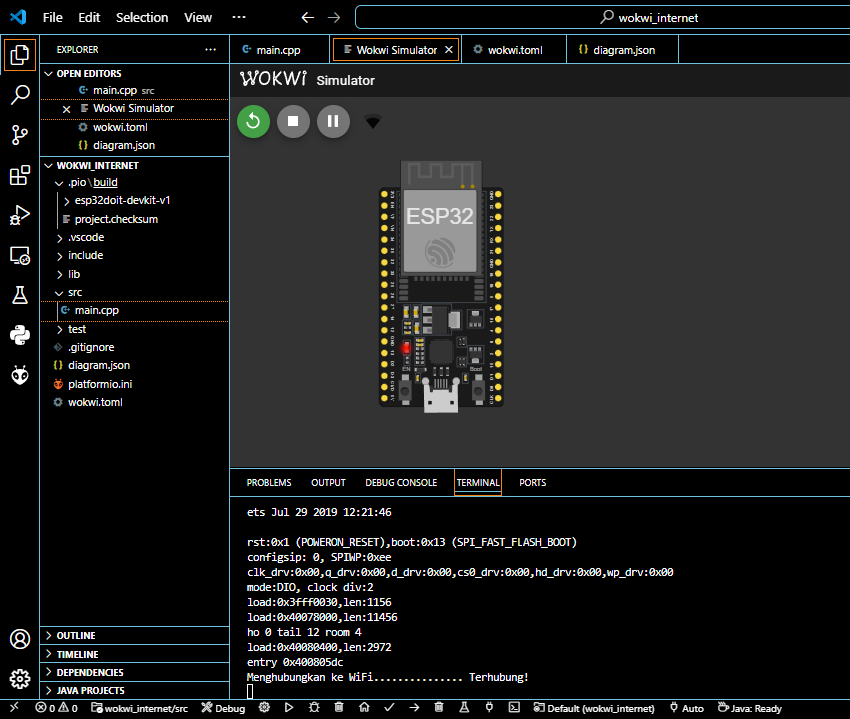 File Edit Selection View ··· wokwi_internet
EXPLORER ···
main.cpp Wokwi Simulator wokwi.toml diagram.json
OPEN EDITORS
main.cpp src
Wokwi Simulator
wokwi.toml
diagram.json
WOKWI_INTERNET
.pio\build
esp32doit-devkit-v1
project.checksum
.vscode
include
lib
src
main.cpp
test
.gitignore
diagram.json
platformio.ini
wokwi.toml
OUTLINE
TIMELINE
DEPENDENCIES
JAVA PROJECTS
WOKWI Simulator
ESP32
EN
Boot
PROBLEMS OUTPUT DEBUG CONSOLE TERMINAL PORTS
ets Jul 29 2019 12:21:46
rst:0x1 (POWERON_RESET),boot:0x13 (SPI_FAST_FLASH_BOOT)
configsip: 0, SPIWP:0xee
clk_drv:0x00,q_drv:0x00,d_drv:0x00,cs0_drv:0x00,hd_drv:0x00,wp_drv:0x00
mode:DIO, clock div:2
load:0x3fff0030,len:1156
load:0x40078000,len:11456
ho 0 tail 12 room 4
load:0x40080400,len:2972
entry 0x400805dc
Menghubungkan ke WiFi............... Terhubung!
0 0 wokwi_internet/src Debug Default (wokwi_internet) Auto Java: Ready